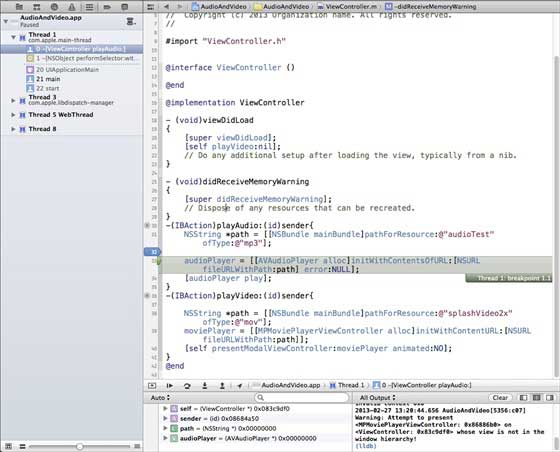 AudioAndVideo.app
Paused
Thread 1
com.apple.main-thread
0 -[ViewController playAudio:]
1 -[NSObject performSelector:wit...
20 UIApplicationMain
21 main
22 start
Thread 3
com.apple.libdispatch-manager
Thread 5 WebThread
Thread 8
AudioAndVideo
AudioAndVideo
ViewController.m
-didReceiveMemoryWarning
//  Copyright (c) 2013 Organization name. All rights reserved.
//
#import "ViewController.h"
@interface ViewController ()
@end
@implementation ViewController
- (void)viewDidLoad
{
[super viewDidLoad];
[self playVideo:nil];
// Do any additional setup after loading the view, typically from a nib.
}
- (void)didReceiveMemoryWarning
{
[super didReceiveMemoryWarning];
// Dispose of any resources that can be recreated.
}
-(IBAction)playAudio:(id)sender{
NSString *path = [[NSBundle mainBundle]pathForResource:@"audioTest"
ofType:@"mp3"];
audioPlayer = [[AVAudioPlayer alloc]initWithContentsOfURL:[NSURL
fileURLWithPath:path] error:NULL];
Thread 1: breakpoint 1.1
[audioPlayer play];
}
-(IBAction)playVideo:(id)sender{
NSString *path = [[NSBundle mainBundle]pathForResource:@"splashVideo2x"
ofType:@"mov"];
moviePlayer = [[MPMoviePlayerViewController alloc]initWithContentURL:[NSURL
fileURLWithPath:path]];
[self presentModalViewController:moviePlayer animated:NO];
}
@end
AudioAndVideo.app
Thread 1
0 -[ViewController playAudio:]
Auto
All Output
Clear
self = (ViewController *) 0x083c9df0
sender = (id) 0x08684a50
path = (NSString *) 0x00000000
audioPlayer = (AVAudioPlayer *) 0x00000000
2013-02-27 13:20:44.656 AudioAndVideo[5356:c07]
Warning: Attempt to present
<MPMoviePlayerViewController: 0x86886b0> on
<ViewController: 0x83c9df0> whose view is not in the
window hierarchy!
(lldb)